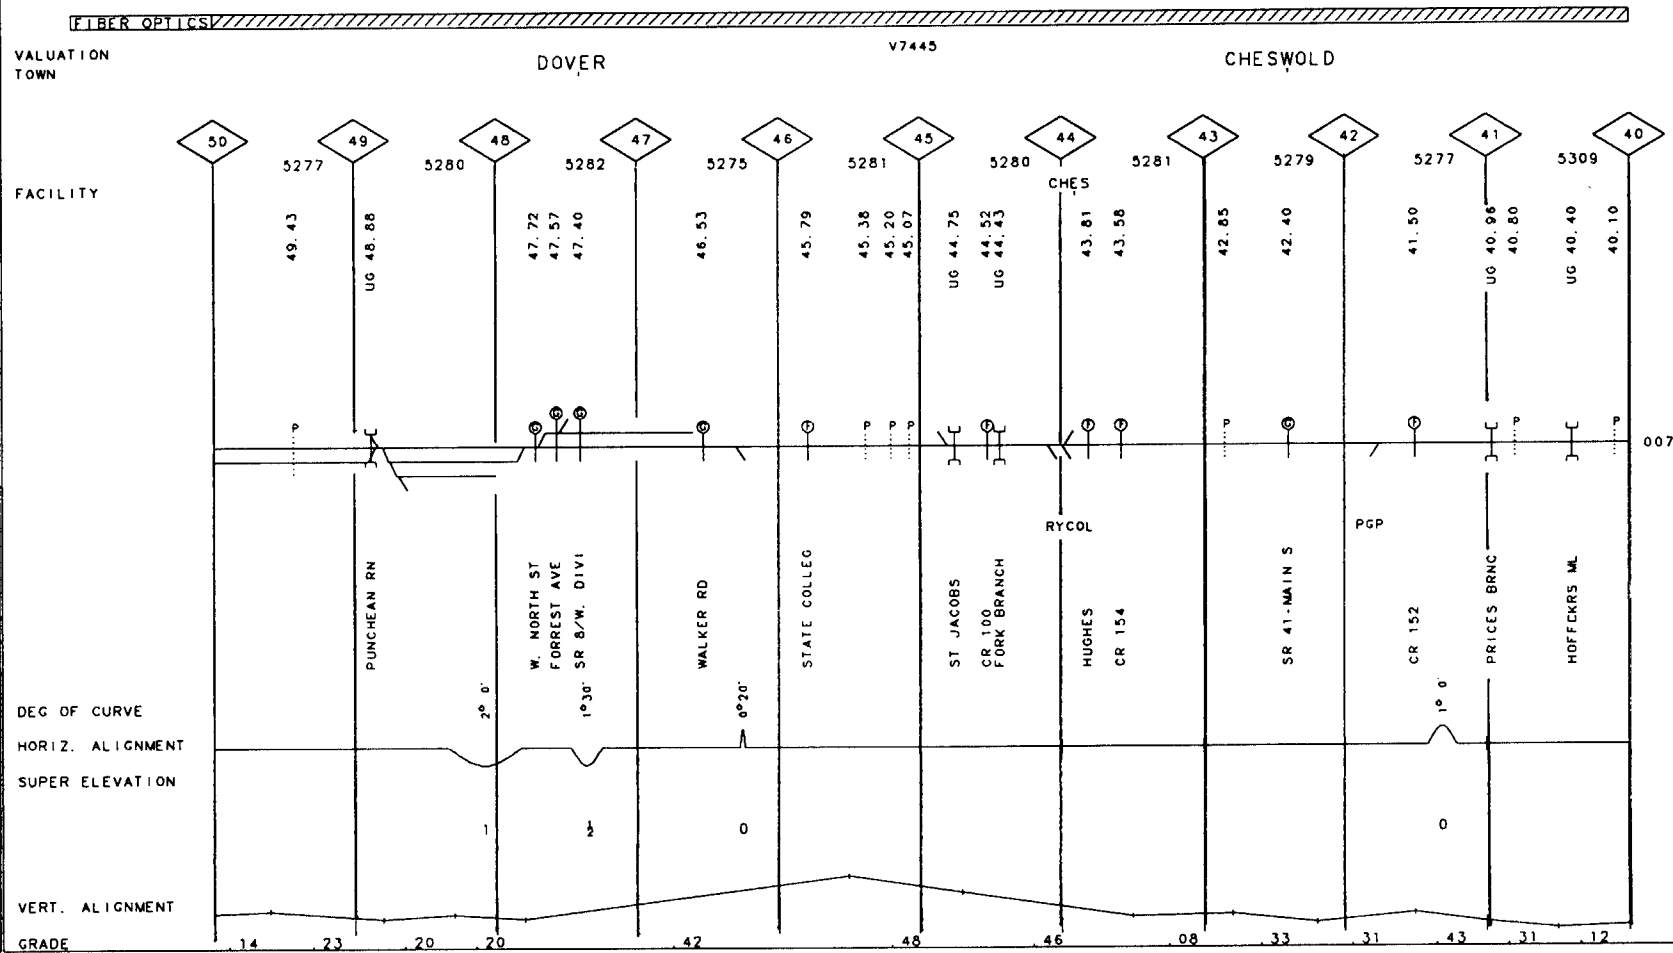 FIBER OPTICS
VALUATION V7445
TOWN DOVER CHESWOLD
50 49 48 47 46 45 44 43 42 41 40
5277 5280 5282 5275 5281 5280 5281 5279 5277 5309
FACILITY CHES
49.43
UG 48.88
47.72
47.57
47.40
46.53
45.79
45.38
45.20
45.07
UG 44.75
44.52
UG 44.43
43.81
43.58
42.85
42.40
41.50
UG 40.96
40.80
UG 40.40
40.10
P G G G G F P P P F F F P G F P P
007
RYCOL PGP
PUNCHEAN RN
W. NORTH ST
FORREST AVE
SR 8/W. DIVI
WALKER RD
STATE COLLEG
ST JACOBS
CR 100
FORK BRANCH
HUGHES
CR 154
SR 41-MAIN S
CR 152
PRICES BRNC
HOFFEKRS ML
DEG OF CURVE 2° 0' 1°30' 0°20' 1° 0'
HORIZ. ALIGNMENT
SUPER ELEVATION
1 ½ 0 0
VERT. ALIGNMENT
GRADE .14 .23 .20 .20 .42 .48 .46 .08 .33 .31 .43 .31 .12